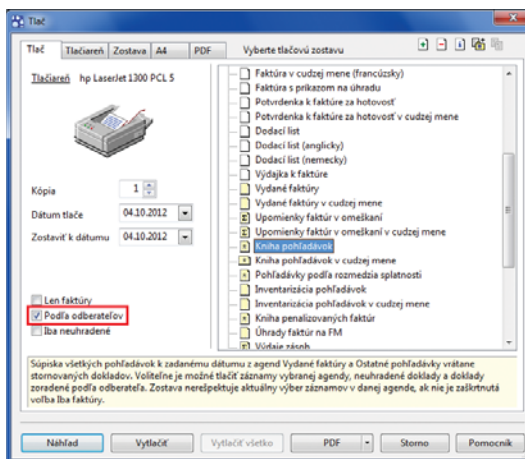 Tlač
Tlač
Tlačiareň
Zostava
A4
PDF
Vyberte tlačovú zostavu
Tlačiareň hp LaserJet 1300 PCL 5
Kópia 1
Dátum tlače 04.10.2012
Zostaviť k dátumu 04.10.2012
Len faktúry
Podľa odberateľov
Iba neuhradené
Faktúra v cudzej mene (francúzsky)
Faktúra s príkazom na úhradu
Potvrdenka k faktúre za hotovosť
Potvrdenka k faktúre za hotovosť v cudzej mene
Dodací list
Dodací list (anglicky)
Dodací list (nemecky)
Výdajka k faktúre
Vydané faktúry
Vydané faktúry v cudzej mene
Upomienky faktúr v omeškaní
Upomienky faktúr v omeškaní v cudzej mene
Kniha pohľadávok
Kniha pohľadávok v cudzej mene
Pohľadávky podľa rozmedzia splatnosti
Inventarizácia pohľadávok
Inventarizácia pohľadávok v cudzej mene
Kniha penalizovaných faktúr
Úhrady faktúr na FM
Výdaje zásob
Súpiska všetkých pohľadávok k zadanému dátumu z agend Vydané faktúry a Ostatné pohľadávky vrátane
stornovaných dokladov. Voliteľne je možné tlačiť záznamy vybranej agendy, neuhradené doklady a doklady
zoradené podľa odberateľa. Zostava nerešpektuje aktuálny výber záznamov v danej agende, ak nie je zaškrtnutá
voľba Iba faktúry.
Náhľad
Vytlačiť
Vytlačiť všetko
PDF
Storno
Pomocník